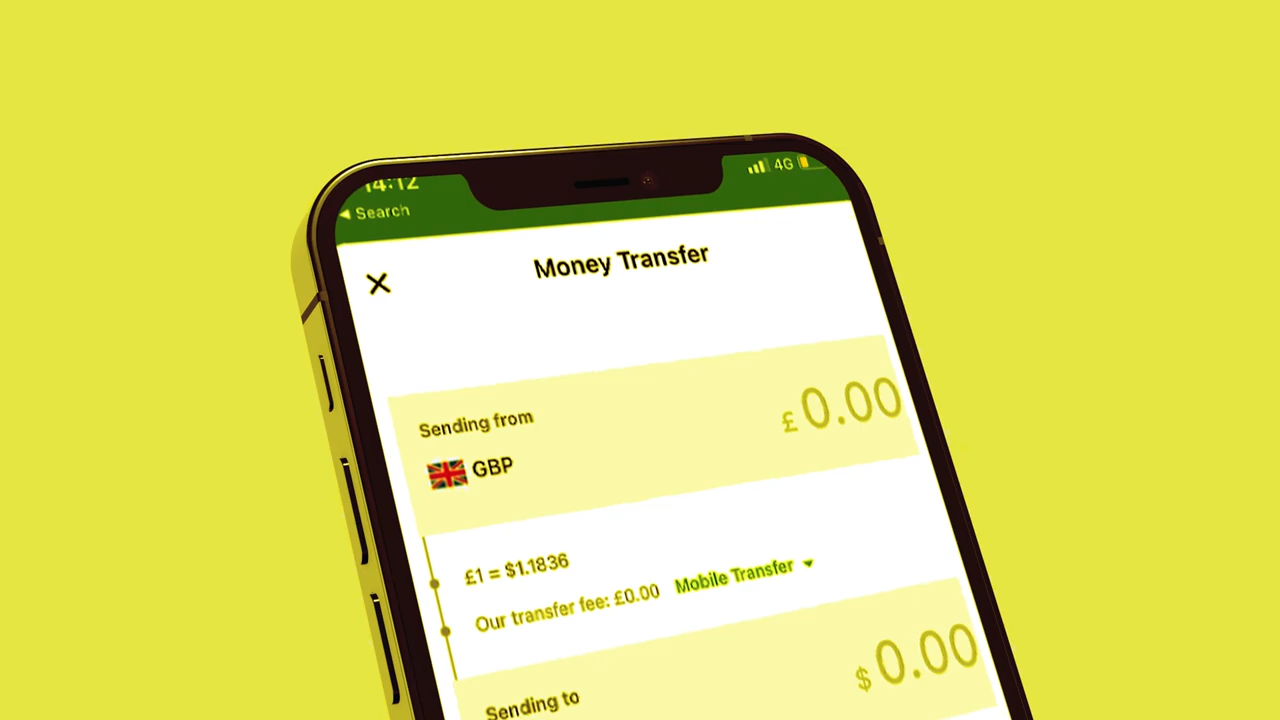 14:12
4G
◀ Search
Money Transfer
Sending from
£0.00
GBP
£1 = $1.1836
Our transfer fee: £0.00 Mobile Transfer
$0.00
Sending to